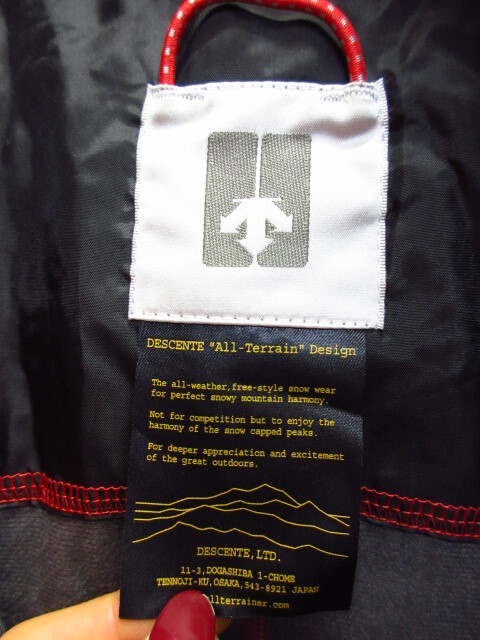 DESCENTE "All-Terrain" Design
The all-weather,free-style snow wear
for perfect snowy mountain harmony.
Not for competition but to enjoy the
harmony of the snow capped peaks.
For deeper appreciation and excitement
of the great outdoors.
DESCENTE,LTD.
11-3,DOGASHIBA 1-CHOME
TENNOJI-KU,OSAKA,543-8921 JAPAN